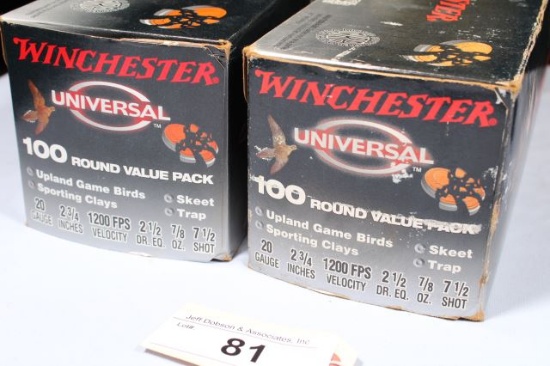 WINCHESTER
UNIVERSAL™
100 ROUND VALUE PACK
Upland Game Birds
Sporting Clays
Skeet
Trap
20 GAUGE 2 3/4 INCHES 1200 FPS VELOCITY 2 1/2 DR. EQ. 7/8 OZ. 7 1/2 SHOT
WINCHESTER
UNIVERSAL™
100 ROUND VALUE PACK
Upland Game Birds
Sporting Clays
Skeet
Trap
20 GAUGE 2 3/4 INCHES 1200 FPS VELOCITY 2 1/2 DR. EQ. 7/8 OZ. 7 1/2 SHOT
Jeff Dobson & Associates, Inc
Lot#
81